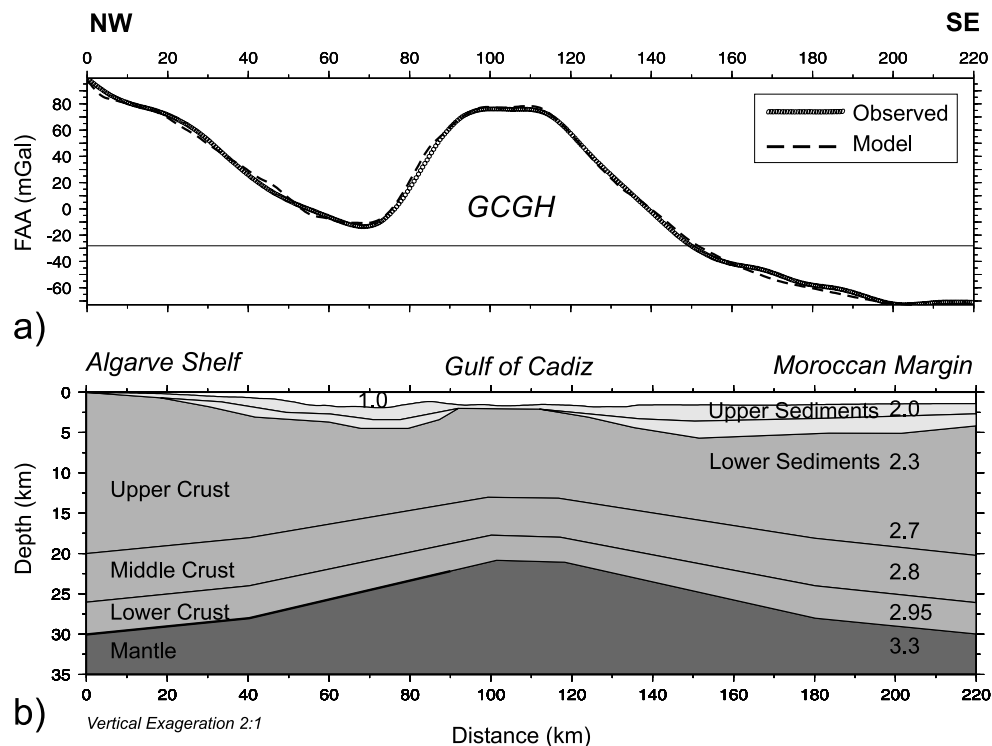 NW SE
0 20 40 60 80 100 120 140 160 180 200 220
80
60
40
20
0
-20
-40
-60
FAA (mGal)
Observed
Model
GCGH
a)
Algarve Shelf Gulf of Cadiz Moroccan Margin
0
5
10
15
20
25
30
35
Depth (km)
1.0
Upper Sediments 2.0
Lower Sediments 2.3
Upper Crust
2.7
Middle Crust 2.8
Lower Crust 2.95
Mantle 3.3
0 20 40 60 80 100 120 140 160 180 200 220
b)
Vertical Exageration 2:1
Distance (km)